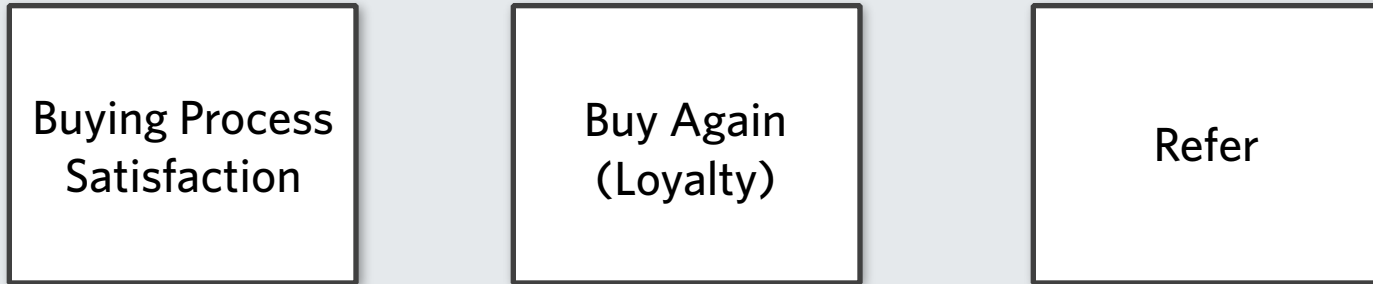 Buying Process
Satisfaction
Buy Again
(Loyalty)
Refer